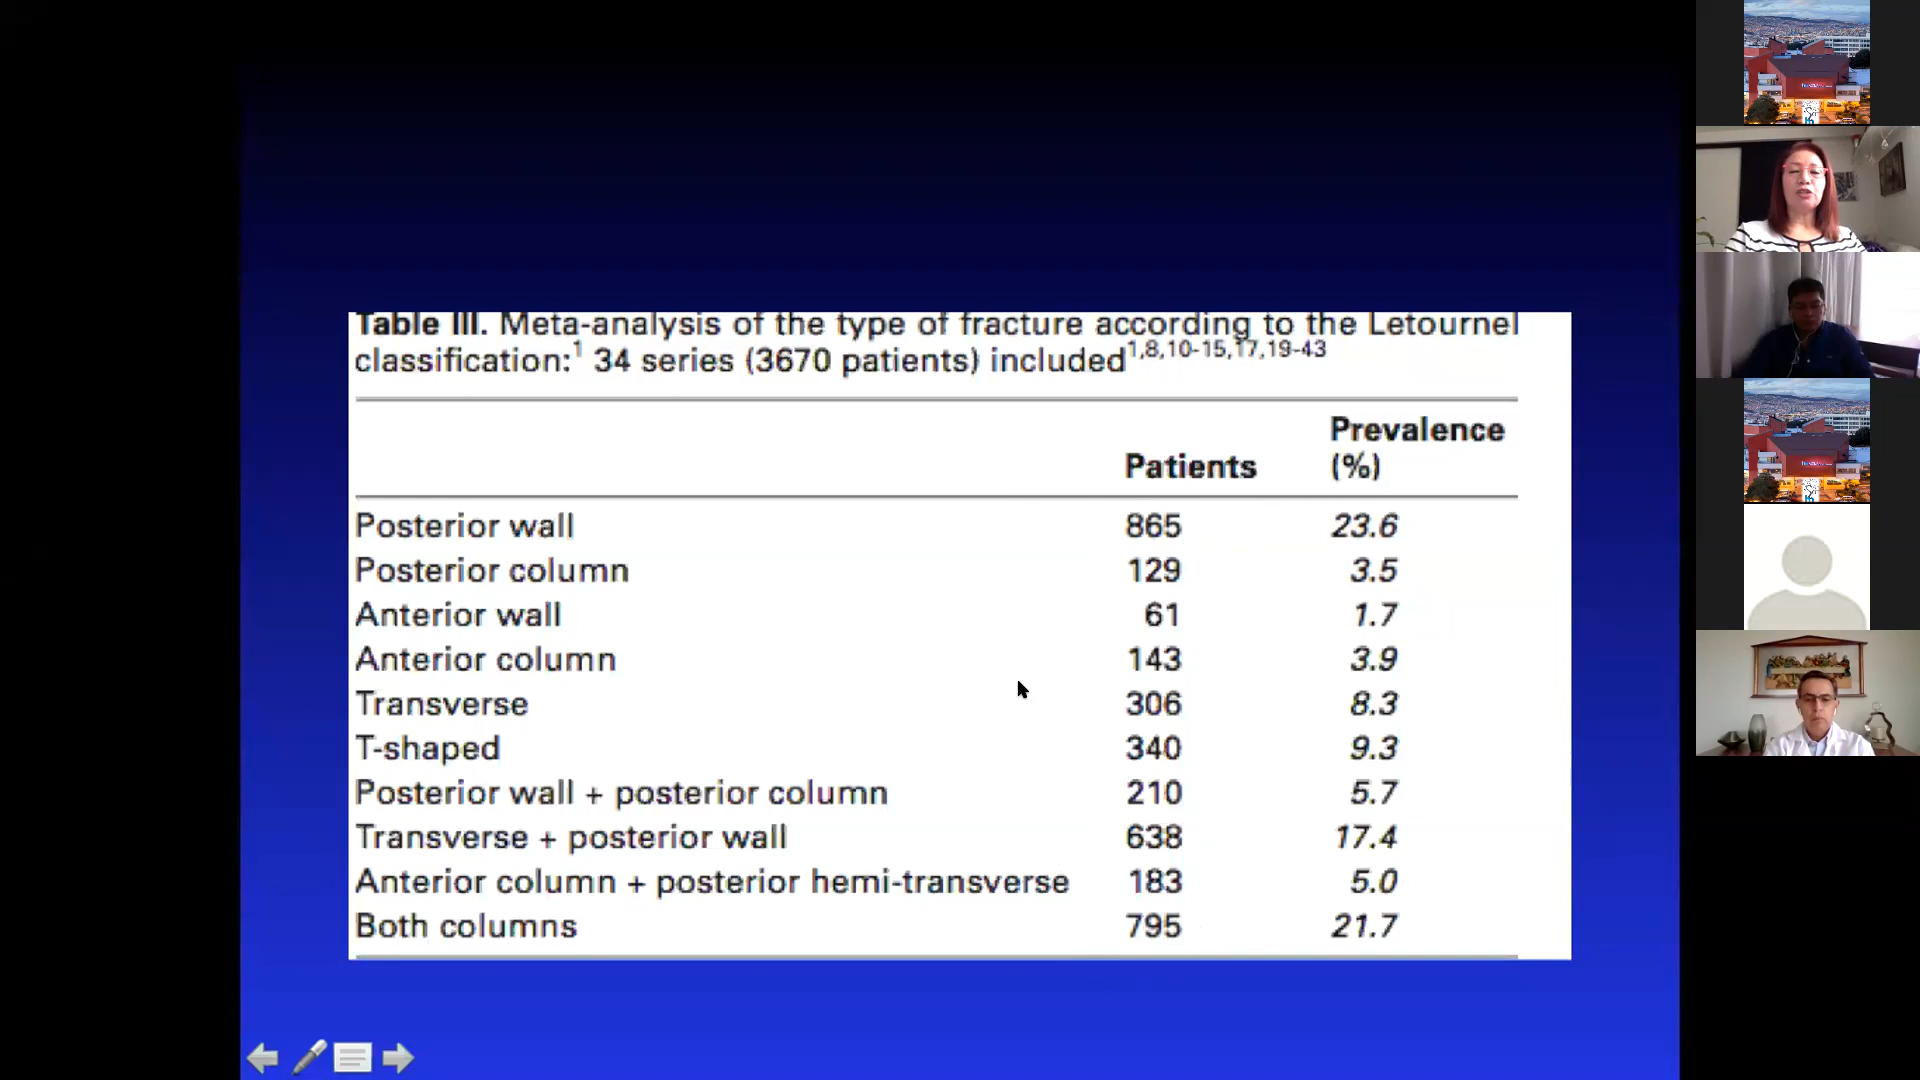 Table III. Meta-analysis of the type of fracture according to the Letournel
classification:1 34 series (3670 patients) included1,8,10-15,17,19-43
Patients Prevalence (%)
Posterior wall 865 23.6
Posterior column 129 3.5
Anterior wall 61 1.7
Anterior column 143 3.9
Transverse 306 8.3
T-shaped 340 9.3
Posterior wall + posterior column 210 5.7
Transverse + posterior wall 638 17.4
Anterior column + posterior hemi-transverse 183 5.0
Both columns 795 21.7